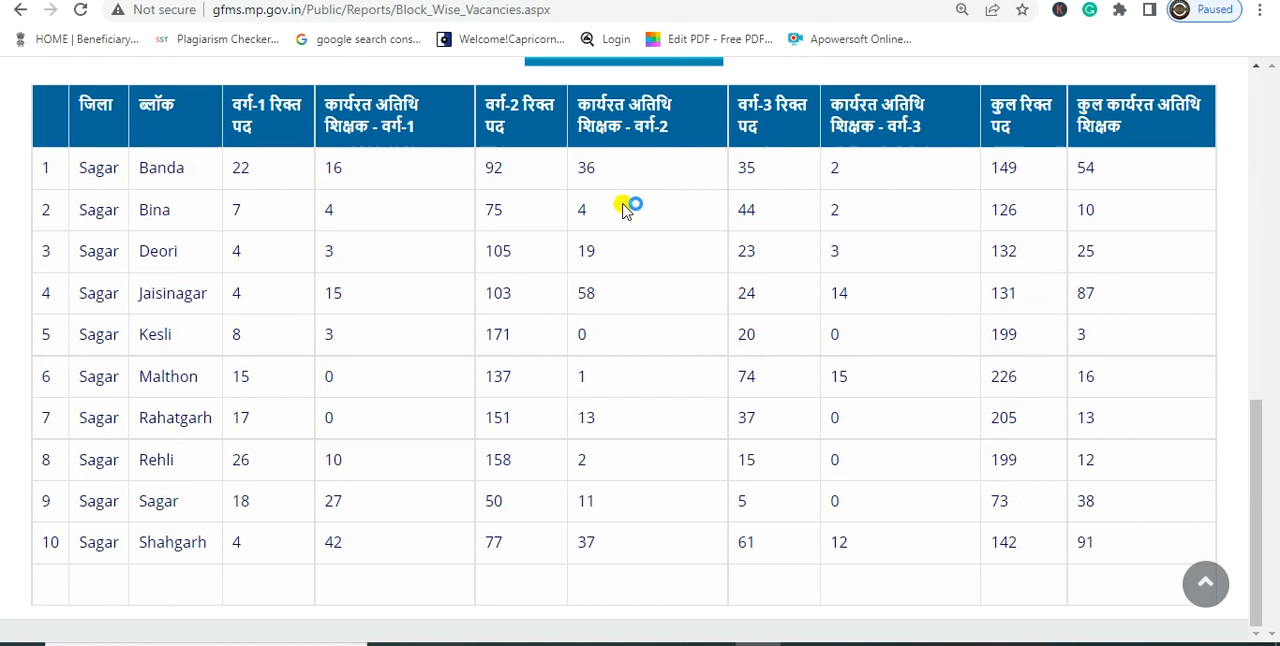 Not secure | gfms.mp.gov.in/Public/Reports/Block_Wise_Vacancies.aspx K G Paused
HOME | Beneficiary... SST Plagiarism Checker... G google search cons... Welcome!Capricorn... Login Edit PDF - Free PDF... Apowersoft Online...
जिला ब्लॉक वर्ग-1 रिक्त पद कार्यरत अतिथि शिक्षक - वर्ग-1 वर्ग-2 रिक्त पद कार्यरत अतिथि शिक्षक - वर्ग-2 वर्ग-3 रिक्त पद कार्यरत अतिथि शिक्षक - वर्ग-3 कुल रिक्त पद कुल कार्यरत अतिथि शिक्षक
1 Sagar Banda 22 16 92 36 35 2 149 54
2 Sagar Bina 7 4 75 4 44 2 126 10
3 Sagar Deori 4 3 105 19 23 3 132 25
4 Sagar Jaisinagar 4 15 103 58 24 14 131 87
5 Sagar Kesli 8 3 171 0 20 0 199 3
6 Sagar Malthon 15 0 137 1 74 15 226 16
7 Sagar Rahatgarh 17 0 151 13 37 0 205 13
8 Sagar Rehli 26 10 158 2 15 0 199 12
9 Sagar Sagar 18 27 50 11 5 0 73 38
10 Sagar Shahgarh 4 42 77 37 61 12 142 91